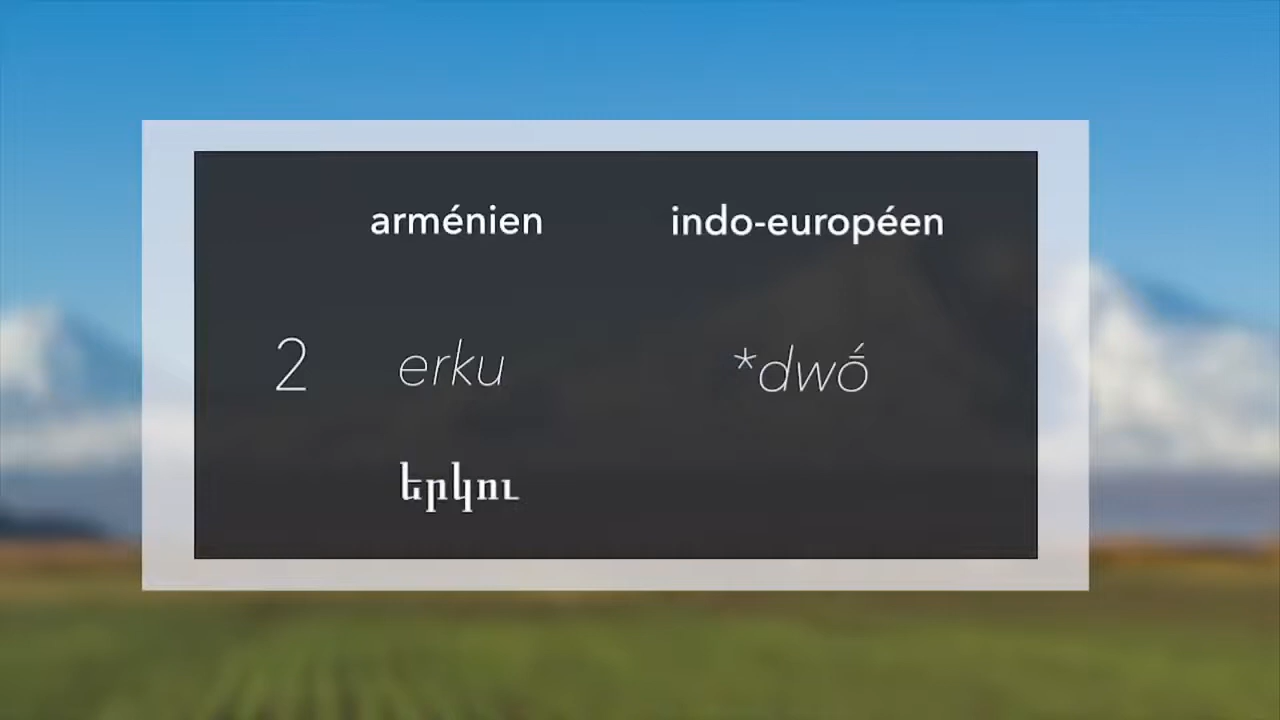 arménien indo-européen
2 erku *dwṓ
երկու